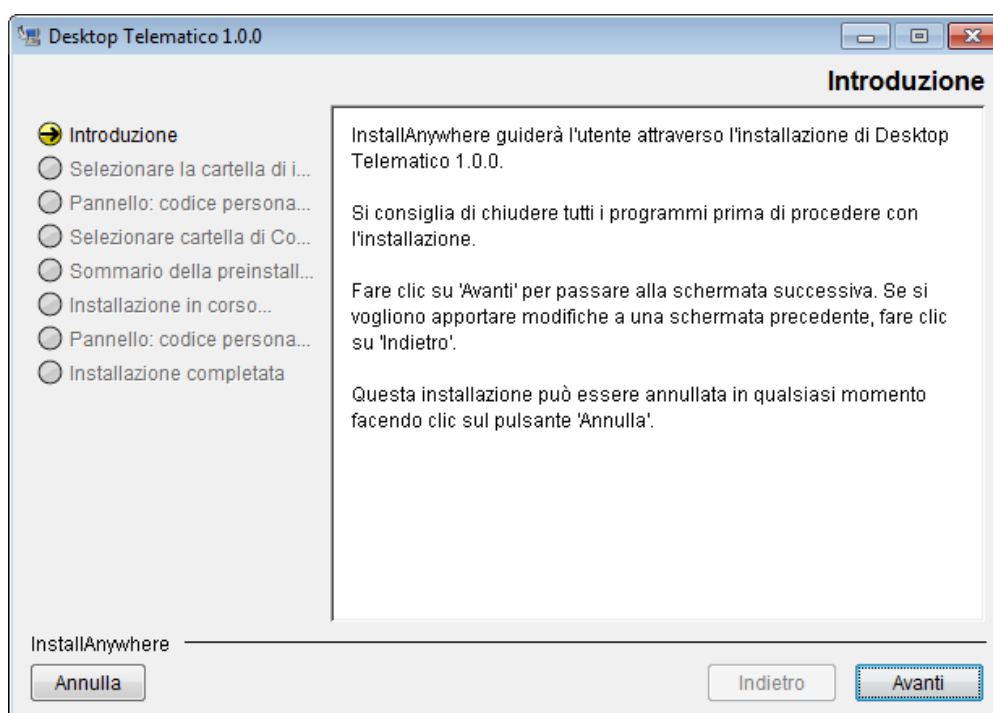 Desktop Telematico 1.0.0
Introduzione
Introduzione
Selezionare la cartella di i...
Pannello: codice persona...
Selezionare cartella di Co...
Sommario della preinstall...
Installazione in corso...
Pannello: codice persona...
Installazione completata
InstallAnywhere guiderà l'utente attraverso l'installazione di Desktop
Telematico 1.0.0.
Si consiglia di chiudere tutti i programmi prima di procedere con
l'installazione.
Fare clic su 'Avanti' per passare alla schermata successiva. Se si
vogliono apportare modifiche a una schermata precedente, fare clic
su 'Indietro'.
Questa installazione può essere annullata in qualsiasi momento
facendo clic sul pulsante 'Annulla'.
InstallAnywhere
Annulla
Indietro
Avanti